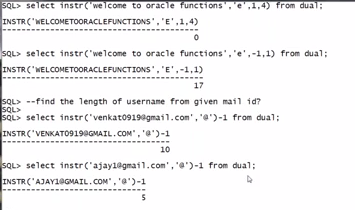 SQL> select instr('welcome to oracle functions','e',1,4) from dual;
INSTR('WELCOMETOORACLEFUNCTIONS','E',1,4)
-----------------------------------------
0
SQL> select instr('welcome to oracle functions','e',-1,1) from dual;
INSTR('WELCOMETOORACLEFUNCTIONS','E',-1,1)
------------------------------------------
17
SQL> --find the length of username from given mail id?
SQL>
SQL> select instr('venkat0919@gmail.com','@')-1 from dual;
INSTR('VENKAT0919@GMAIL.COM','@')-1
-----------------------------------
10
SQL> select instr('ajay1@gmail.com','@')-1 from dual;
INSTR('AJAY1@GMAIL.COM','@')-1
------------------------------
5